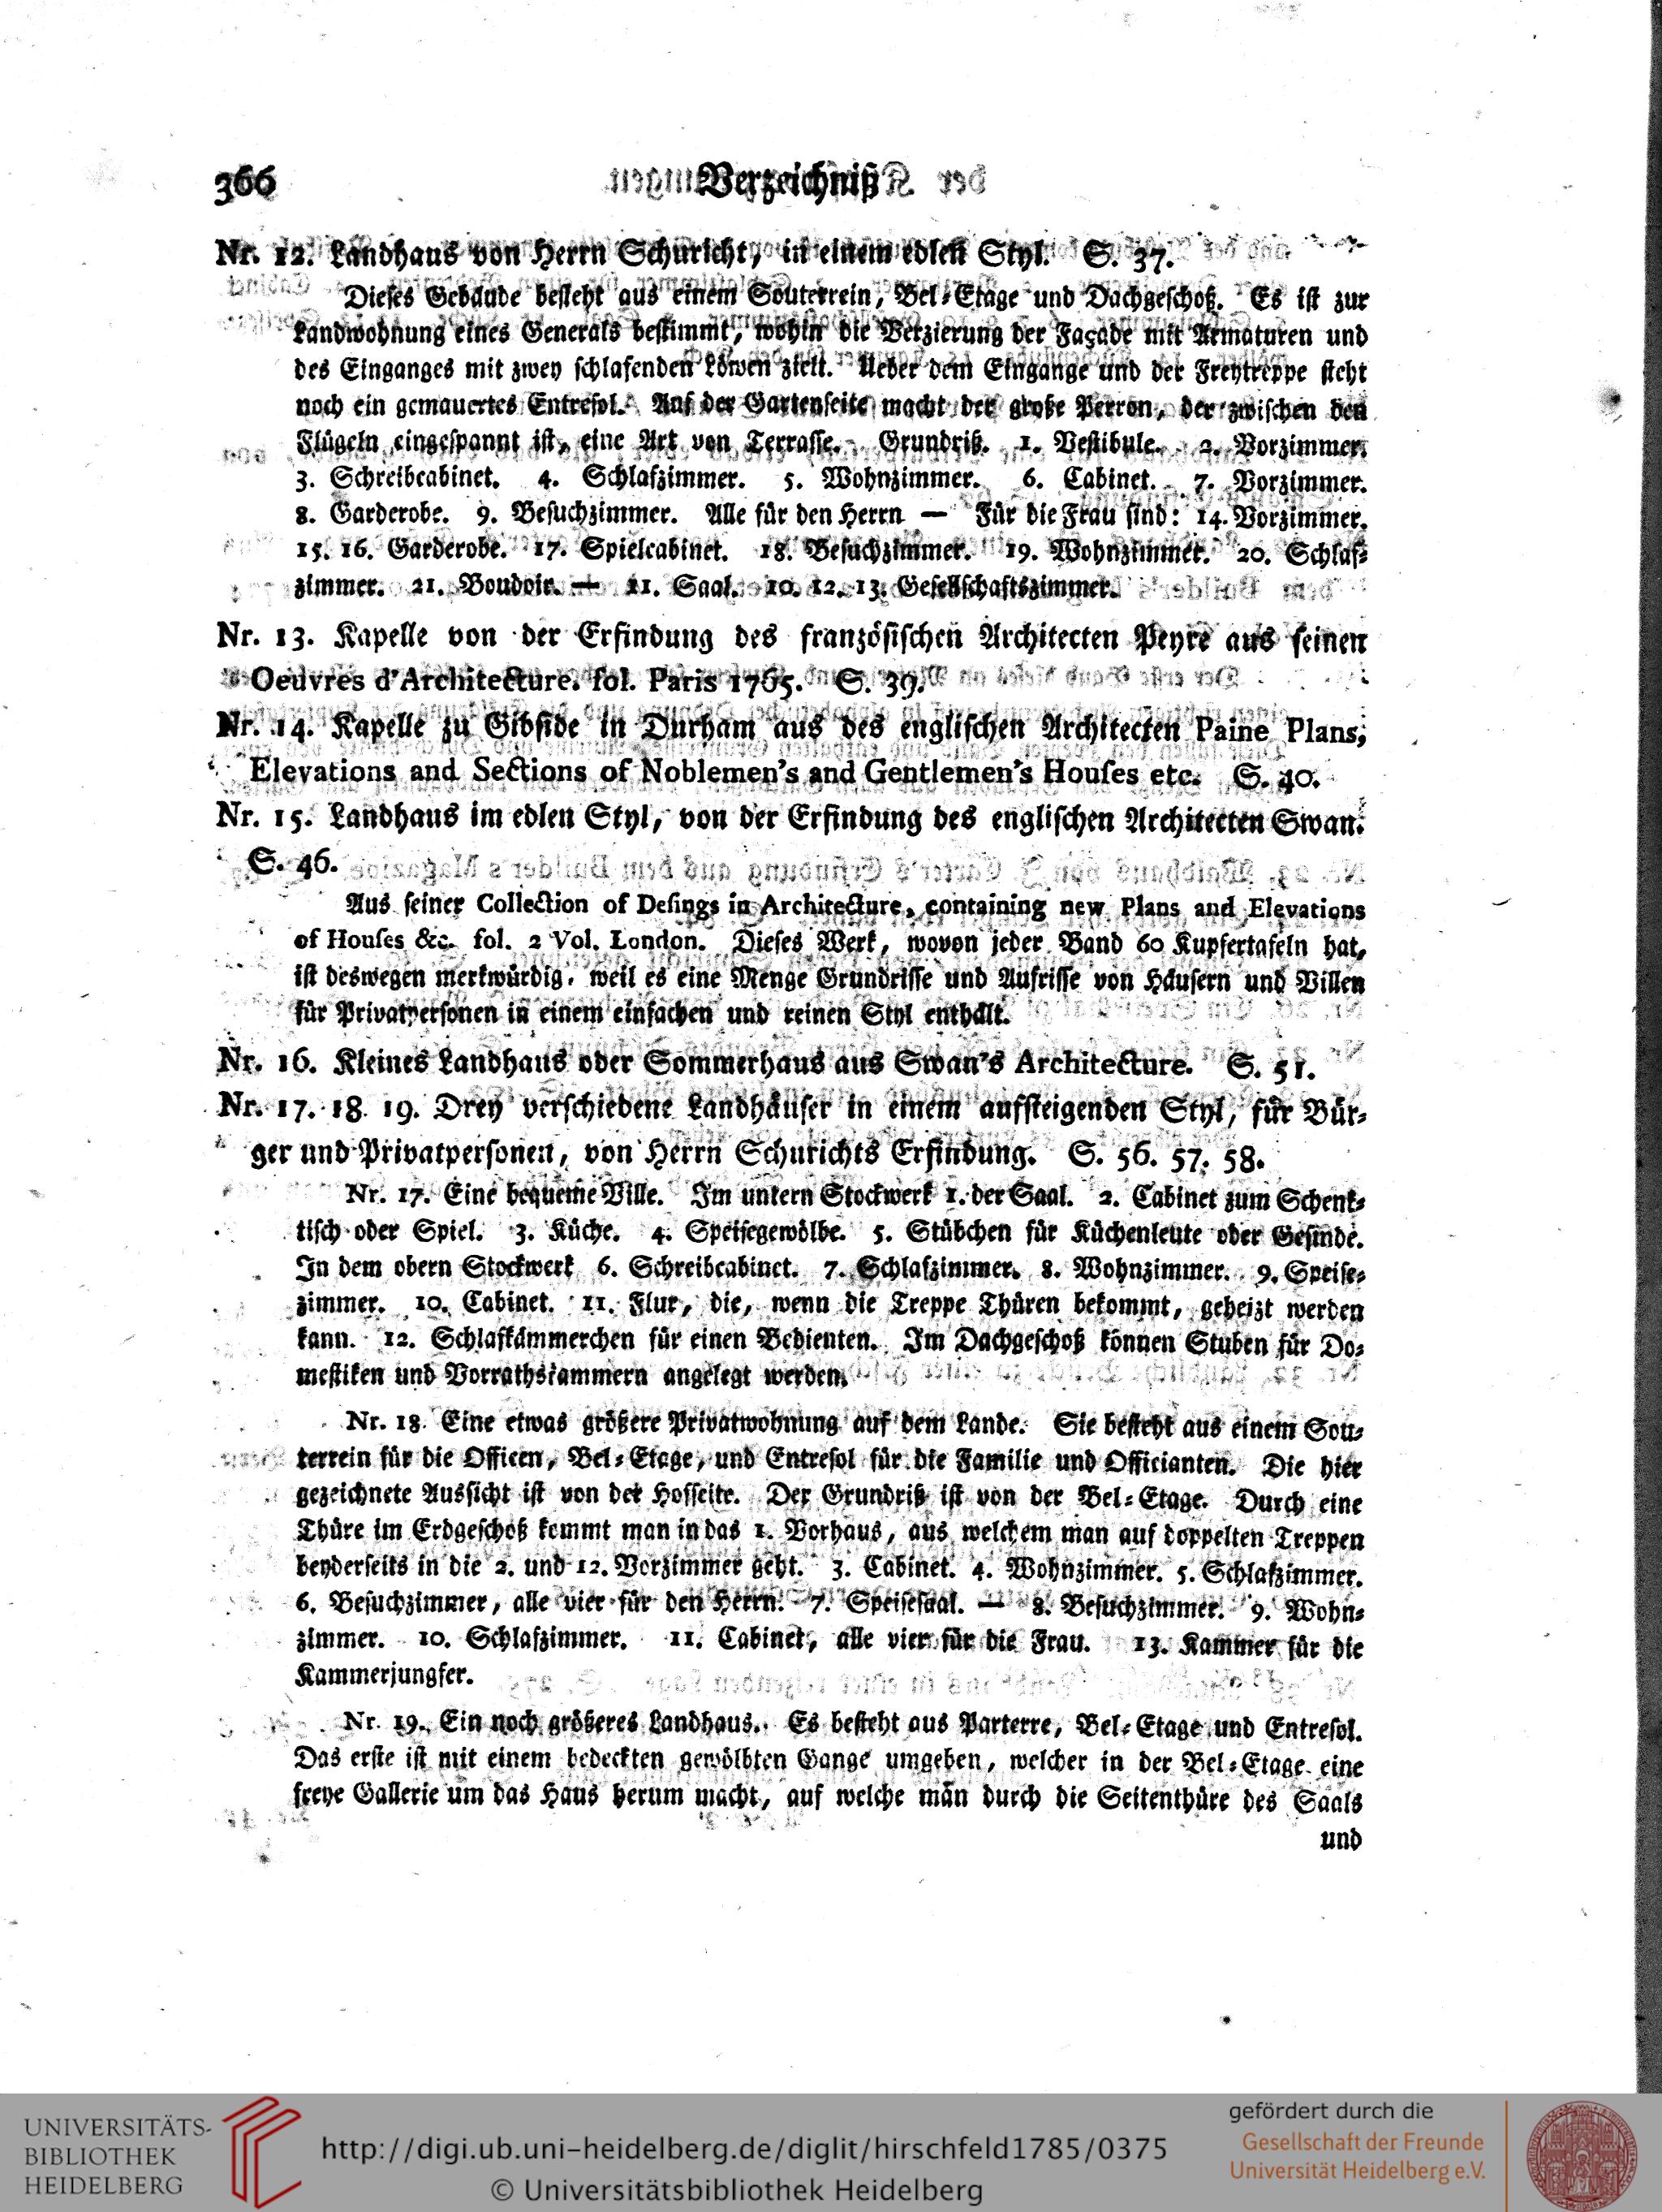 366 Verzeichniß
Nr. 12. Landhaus von Herrn Schuricht, in einem edlen Styl. S. 37.
Dieses Gebäude besteht aus einem Souterrein, Bel-Etage und Dachgeschoß. Es ist zur
Landwohnung eines Generals bestimmt, wohin die Verzierung der Façade mit Armaturen und
des Einganges mit zwey schlafenden Löwen zielt. Ueber dem Eingange und der Freytreppe steht
noch ein gemauertes Entresol. Auf der Gartenseite macht der große Perron, der zwischen den
Flügeln eingespannt ist, eine Art von Terrasse. Grundriß. 1. Vestibule. 2. Vorzimmer.
3. Schreibcabinet. 4. Schlafzimmer. 5. Wohnzimmer. 6. Cabinet. 7. Vorzimmer.
8. Garderobe. 9. Besuchzimmer. Alle für den Herrn — Für die Frau sind: 14. Vorzimmer.
15. 16. Garderobe. 17. Spielcabinet. 18. Besuchzimmer. 19. Wohnzimmer. 20. Schlaf-
zimmer. 21. Boudoir. — 11. Saal. 10. 12. 13. Gesellschaftszimmer.
Nr. 13. Kapelle von der Erfindung des französischen Architecten Peyre aus seinen
Oeuvres d'Architecture. fol. Paris 1765. S. 39.
Nr. 14. Kapelle zu Gibside in Durham aus des englischen Architecten Paine Plans,
Elevations and Sections of Noblemen's and Gentlemen's Houses etc. S. 40.
Nr. 15. Landhaus im edlen Styl, von der Erfindung des englischen Architecten Swan.
S. 46.
Aus seiner Collection of Desings in Architecture, containing new Plans and Elevations
of Houses &c. fol. 2 Vol. London. Dieses Werk, wovon jeder Band 60 Kupfertafeln hat,
ist deswegen merkwürdig, weil es eine Menge Grundrisse und Aufrisse von Häusern und Villen
für Privatpersonen in einem einfachen und reinen Styl enthält.
Nr. 16. Kleines Landhaus oder Sommerhaus aus Swan's Architecture. S. 51.
Nr. 17. 18. 19. Drey verschiedene Landhäuser in einem aufsteigenden Styl, für Bür-
ger und Privatpersonen, von Herrn Schurichts Erfindung. S. 56. 57. 58.
Nr. 17. Eine bequeme Ville. Im untern Stockwerk 1. der Saal. 2. Cabinet zum Schenk-
tisch oder Spiel. 3. Küche. 4. Speisegewölbe. 5. Stübchen für Küchenleute oder Gesinde.
In dem obern Stockwerk 6. Schreibcabinet. 7. Schlafzimmer. 8. Wohnzimmer. 9. Speise-
zimmer. 10. Cabinet. 11. Flur, die, wenn die Treppe Thüren bekommt, geheizt werden
kann. 12. Schlafkämmerchen für einen Bedienten. Im Dachgeschoß können Stuben für Do-
mestiken und Vorrathskammern angelegt werden.
Nr. 18. Eine etwas größere Privatwohnung auf dem Lande. Sie besteht aus einem Sou-
terrein für die Officen, Bel-Etage, und Entresol für die Familie und Officianten. Die hier
gezeichnete Aussicht ist von der Hofseite. Der Grundriß ist von der Bel-Etage. Durch eine
Thüre im Erdgeschoß kommt man in das 1. Vorhaus, aus welchem man auf doppelten Treppen
beyderseits in die 2. und 12. Vorzimmer geht. 3. Cabinet. 4. Wohnzimmer. 5. Schlafzimmer.
6. Besuchzimmer, alle vier für den Herrn. 7. Speisesaal. — 8. Besuchzimmer. 9. Wohn-
zimmer. 10. Schlafzimmer. 11. Cabinet, alle vier für die Frau. 13. Kammer für die
Kammerjungfer.
Nr. 19. Ein noch größeres Landhaus. Es besteht aus Parterre, Bel-Etage und Entresol.
Das erste ist mit einem bedeckten gewölbten Gange umgeben, welcher in der Bel-Etage eine
freye Gallerie um das Haus herum macht, auf welche man durch die Seitenthüre des Saals
und
UNIVERSITÄTS-
BIBLIOTHEK
HEIDELBERG
http://digi.ub.uni-heidelberg.de/diglit/hirschfeld1785/0375
© Universitätsbibliothek Heidelberg
gefördert durch die
Gesellschaft der Freunde
Universität Heidelberg e.V.